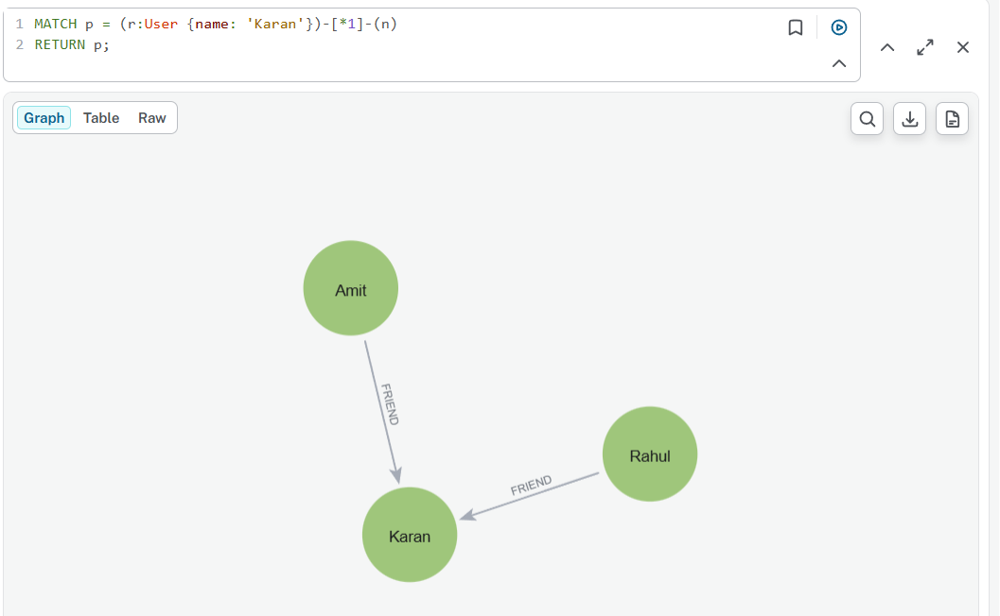 1 MATCH p = (r:User {name: 'Karan'})-[*1]-(n)
2 RETURN p;
Graph Table Raw
Amit
FRIEND
Rahul
FRIEND
Karan